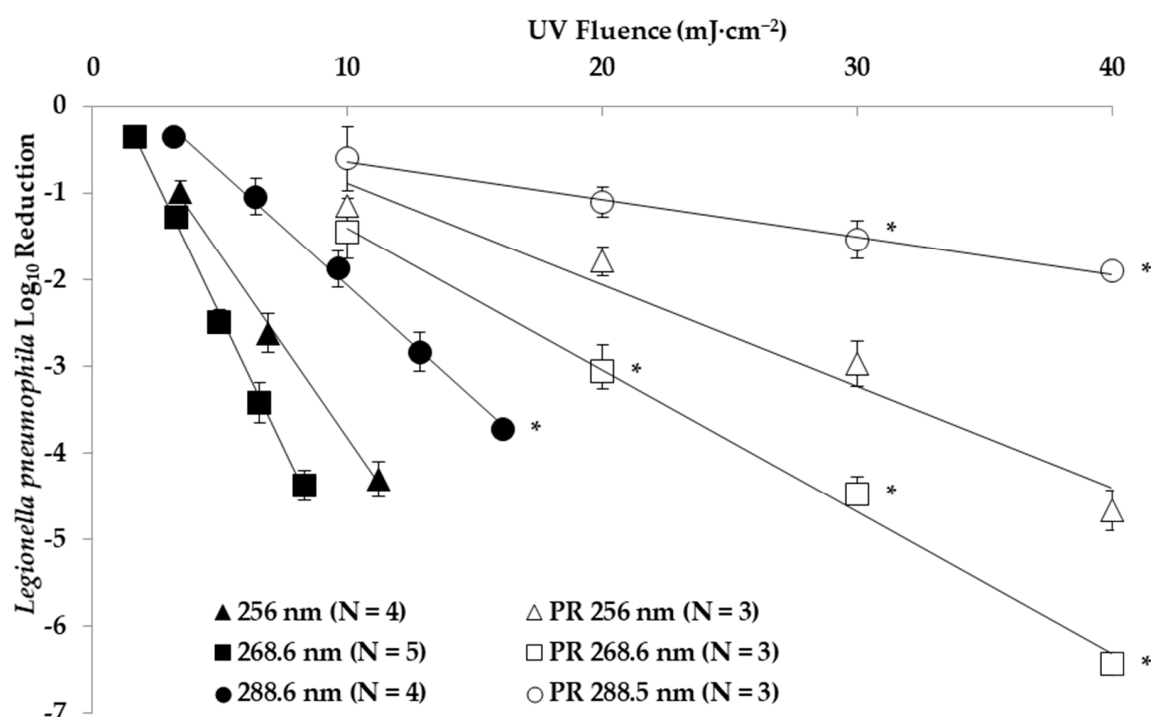 UV Fluence (mJ·cm⁻²)
0 10 20 30 40
0
-1
-2
-3
-4
-5
-6
-7
Legionella pneumophila Log₁₀ Reduction
*
*
*
*
*
*
256 nm (N = 4) PR 256 nm (N = 3)
268.6 nm (N = 5) PR 268.6 nm (N = 3)
288.6 nm (N = 4) PR 288.5 nm (N = 3)